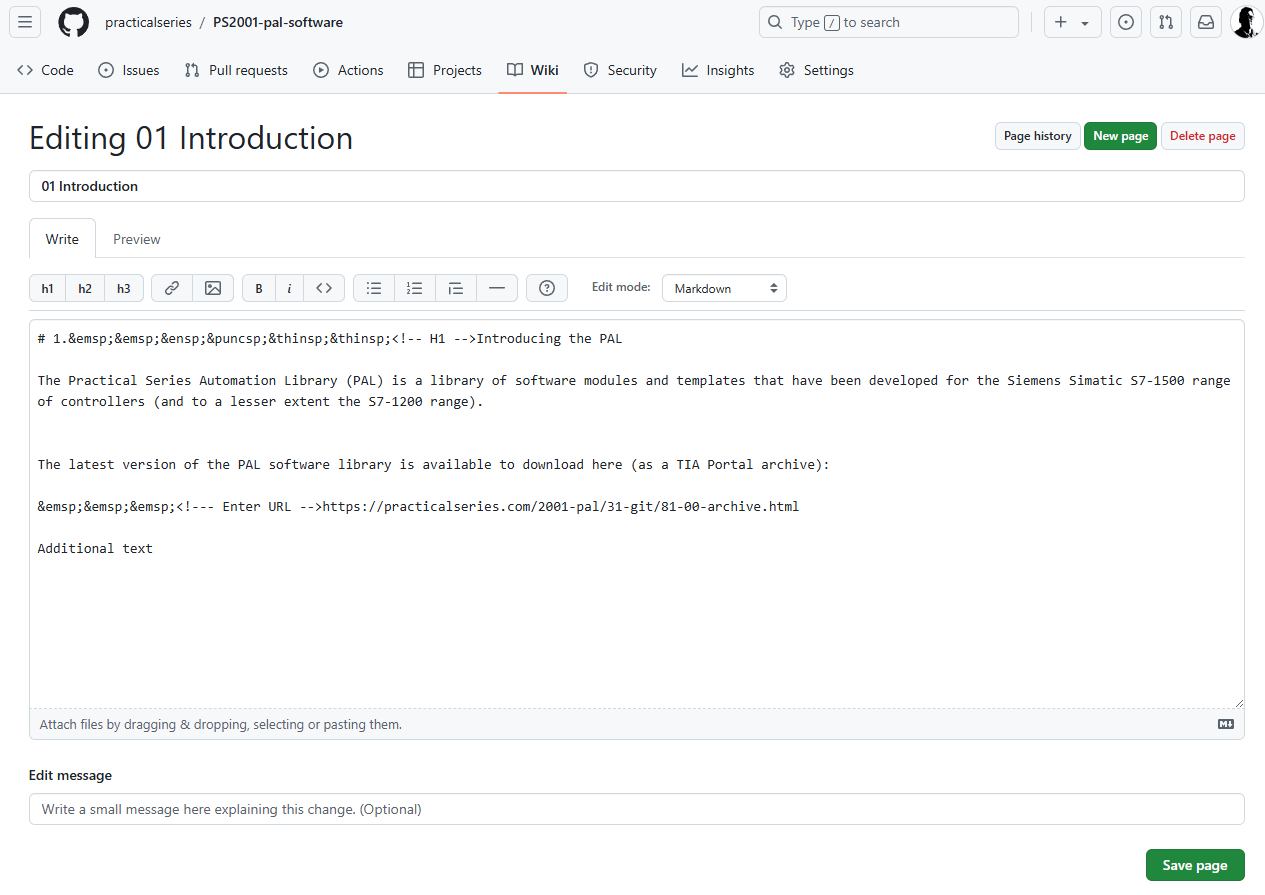 practicalseries / PS2001-pal-software
Type / to search
Code Issues Pull requests Actions Projects Wiki Security Insights Settings
Editing 01 Introduction
Page history New page Delete page
01 Introduction
Write Preview
h1 h2 h3 B i <> Edit mode: Markdown
# 1.&emsp;&emsp;&ensp;&puncsp;&thinsp;&thinsp;<!-- H1 -->Introducing the PAL
The Practical Series Automation Library (PAL) is a library of software modules and templates that have been developed for the Siemens Simatic S7-1500 range
of controllers (and to a lesser extent the S7-1200 range).
The latest version of the PAL software library is available to download here (as a TIA Portal archive):
&emsp;&emsp;&emsp;<!--- Enter URL -->https://practicalseries.com/2001-pal/31-git/81-00-archive.html
Additional text
Attach files by dragging & dropping, selecting or pasting them.
Edit message
Write a small message here explaining this change. (Optional)
Save page